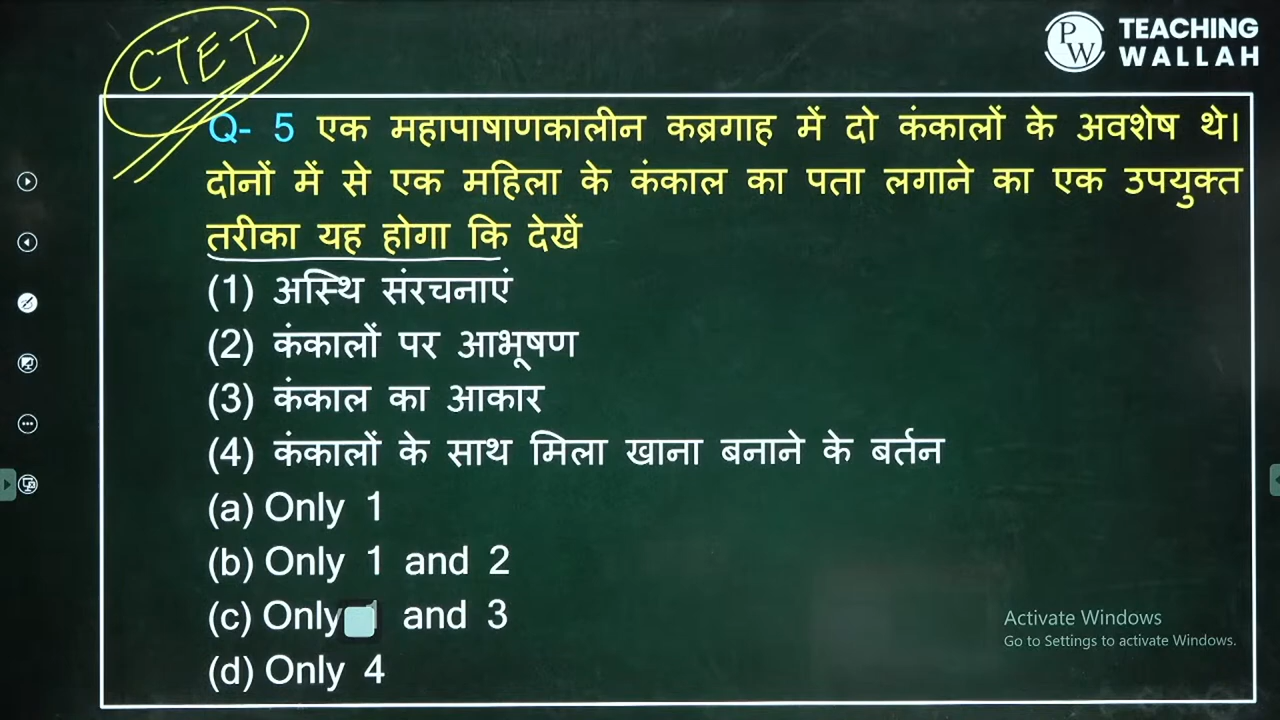 CTET
PW
TEACHING
WALLAH
Q- 5 एक महापाषाणकालीन कब्रगाह में दो कंकालों के अवशेष थे।
दोनों में से एक महिला के कंकाल का पता लगाने का एक उपयुक्त
तरीका यह होगा कि देखें
(1) अस्थि संरचनाएं
(2) कंकालों पर आभूषण
(3) कंकाल का आकार
(4) कंकालों के साथ मिला खाना बनाने के बर्तन
(a) Only 1
(b) Only 1 and 2
(c) Only and 3
(d) Only 4
Activate Windows
Go to Settings to activate Windows.